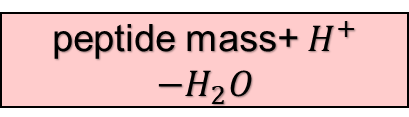 peptide mass+ H⁺
−H₂O